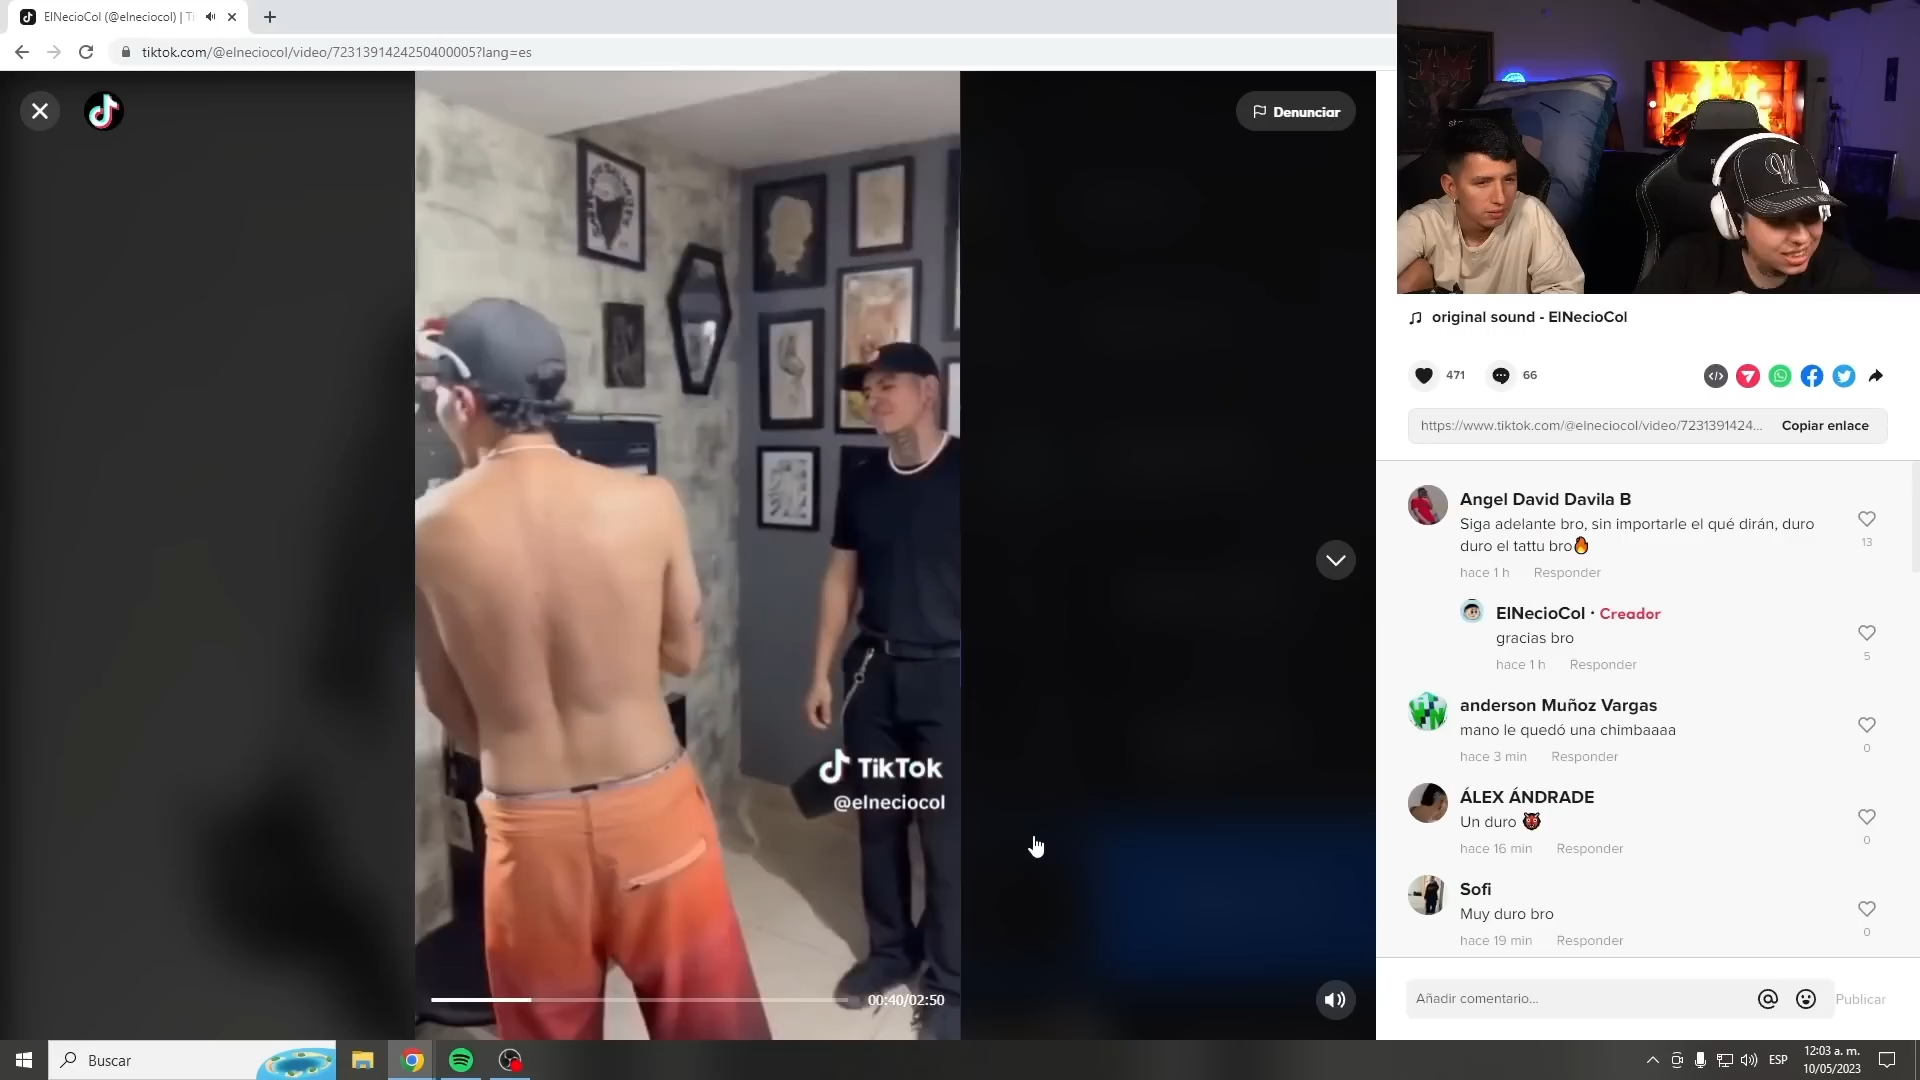 ElNecioCol (@elneciocol) | Ti
tiktok.com/@elneciocol/video/7231391424250400005?lang=es
Denunciar
TikTok
@elneciocol
00:40/02:50
original sound - ElNecioCol
471
66
https://www.tiktok.com/@elneciocol/video/7231391424...
Copiar enlace
Angel David Davila B
Siga adelante bro, sin importarle el qué dirán, duro
duro el tattu bro🔥
13
hace 1 h Responder
ElNecioCol · Creador
gracias bro
5
hace 1 h Responder
anderson Muñoz Vargas
mano le quedó una chimbaaaa
0
hace 3 min Responder
ÁLEX ÁNDRADE
Un duro 👹
0
hace 16 min Responder
Sofi
Muy duro bro
0
hace 19 min Responder
Añadir comentario...
Publicar
Buscar
ESP
12:03 a. m.
10/05/2023